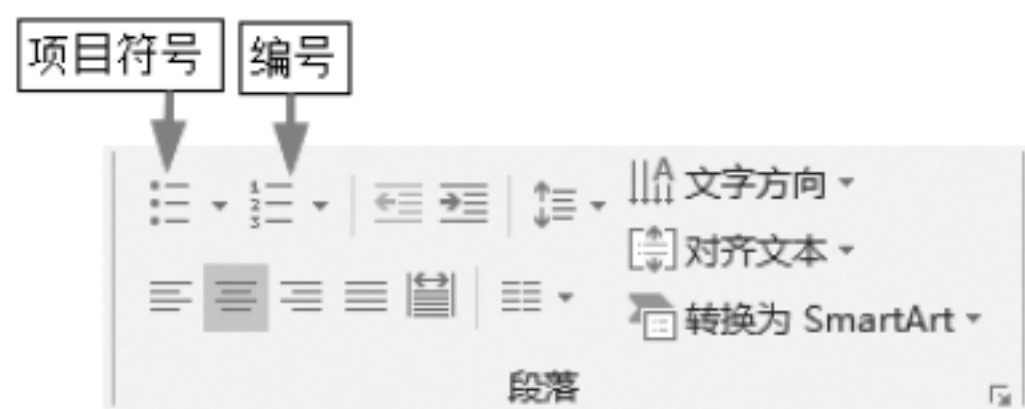 项目符号
编号
文字方向
对齐文本
转换为 SmartArt
段落